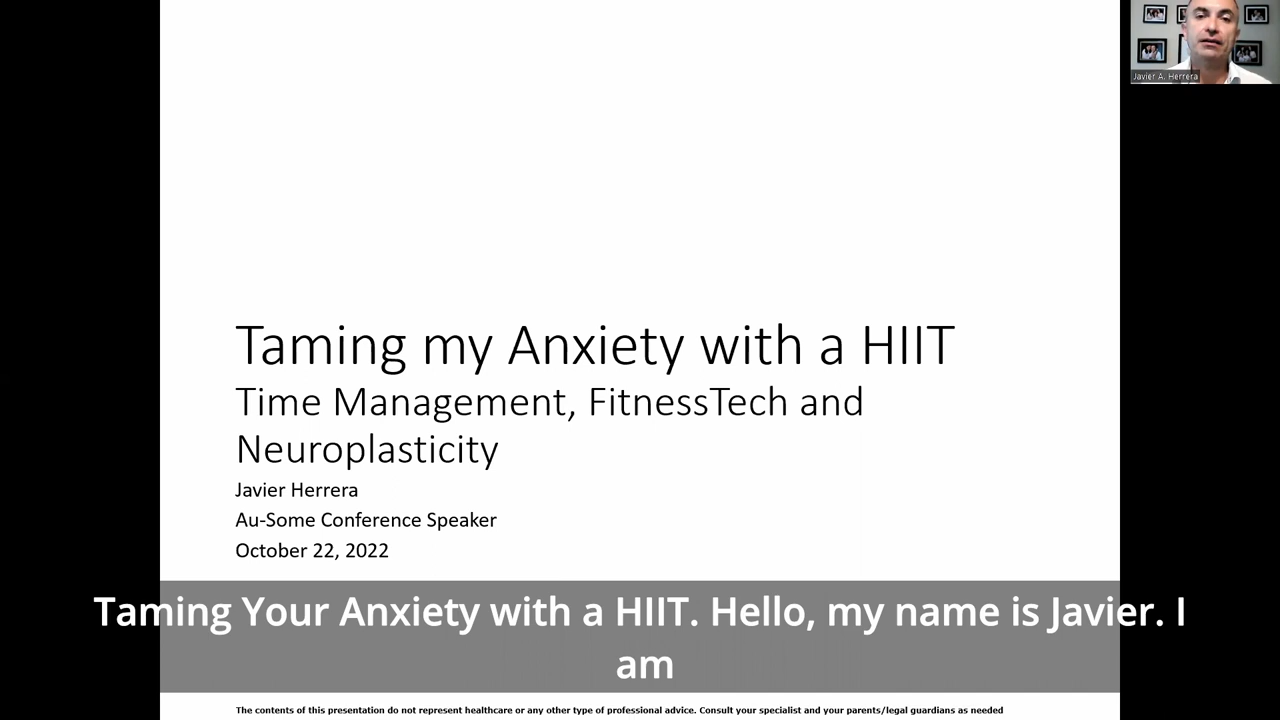 Javier A. Herrera
Taming my Anxiety with a HIIT
Time Management, FitnessTech and
Neuroplasticity
Javier Herrera
Au-Some Conference Speaker
October 22, 2022
Taming Your Anxiety with a HIIT. Hello, my name is Javier. I
am
The contents of this presentation do not represent healthcare or any other type of professional advice. Consult your specialist and your parents/legal guardians as needed